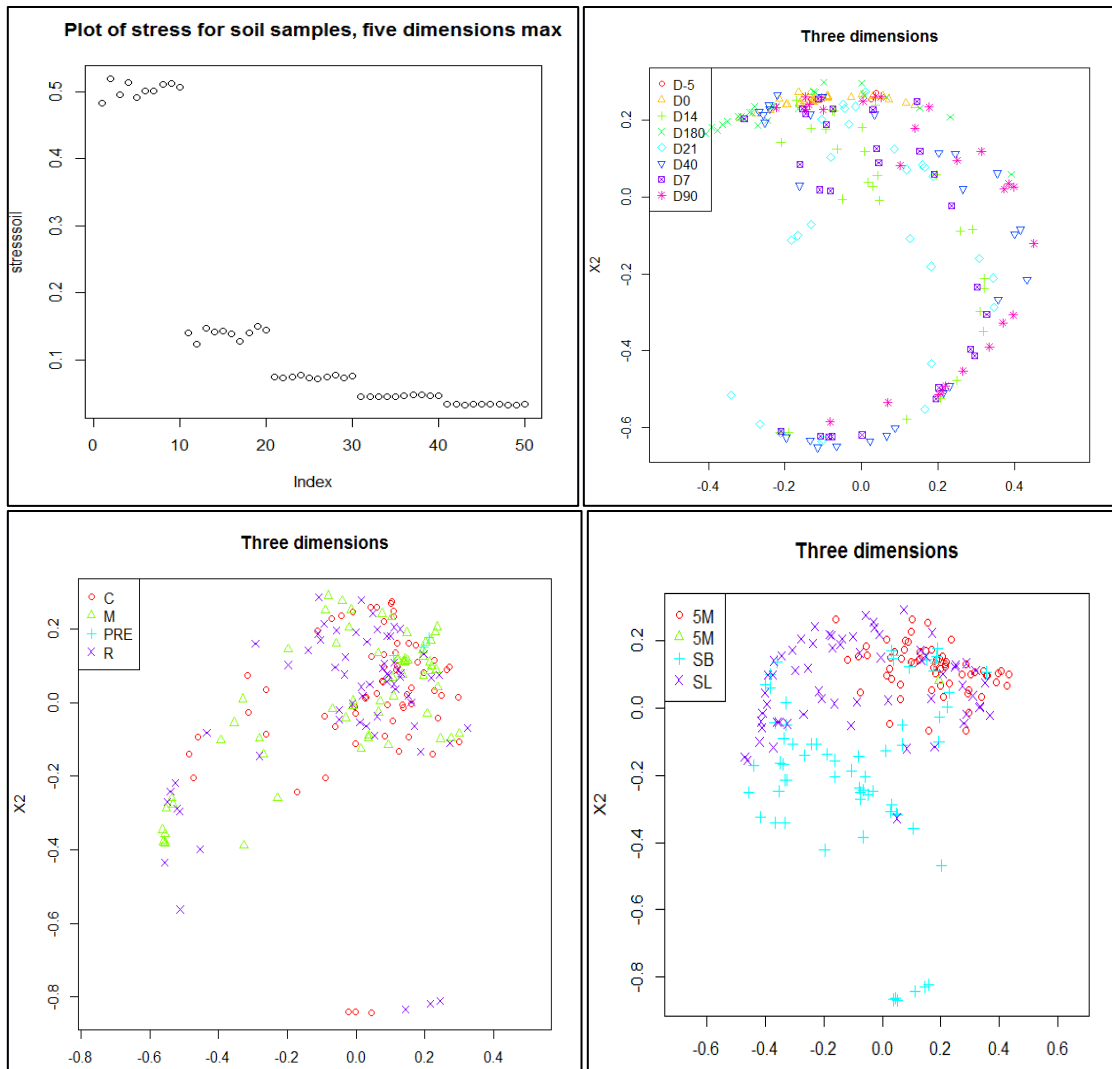 Plot of stress for soil samples, five dimensions max
stresssoil
0.5
0.4
0.3
0.2
0.1
0 10 20 30 40 50
Index
Three dimensions
D-5
D0
D14
D180
D21
D40
D7
D90
X2
0.2
0.0
-0.2
-0.4
-0.6
-0.4 -0.2 0.0 0.2 0.4
Three dimensions
C
M
PRE
R
X2
0.2
0.0
-0.2
-0.4
-0.6
-0.8
-0.8 -0.6 -0.4 -0.2 0.0 0.2 0.4
Three dimensions
5M
5M
SB
SL
X2
0.2
0.0
-0.2
-0.4
-0.6
-0.8
-0.6 -0.4 -0.2 0.0 0.2 0.4 0.6